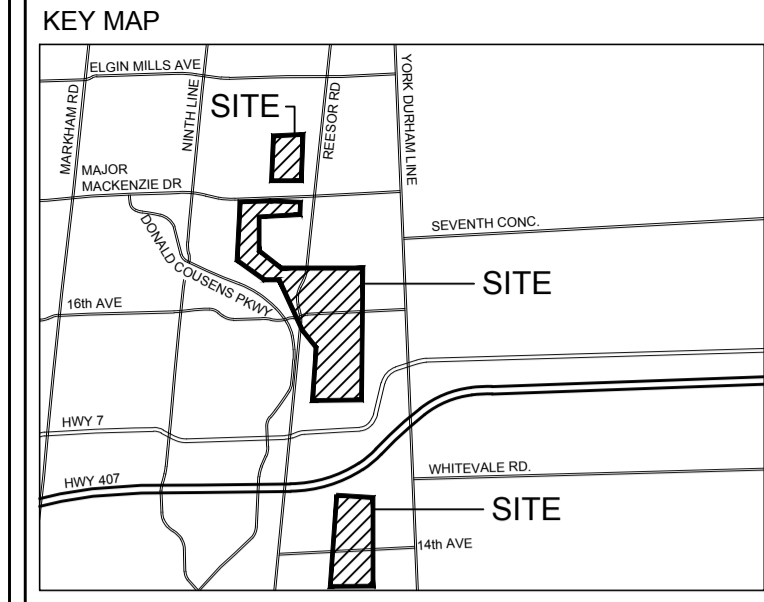 KEY MAP
ELGIN MILLS AVE
MARKHAM RD
NINTH LINE
SITE
REESOR RD
YORK DURHAM LINE
MAJOR
MACKENZIE DR
DONALD COUSENS PKWY
SEVENTH CONC.
16th AVE
SITE
HWY 7
HWY 407
WHITEVALE RD.
SITE
14th AVE